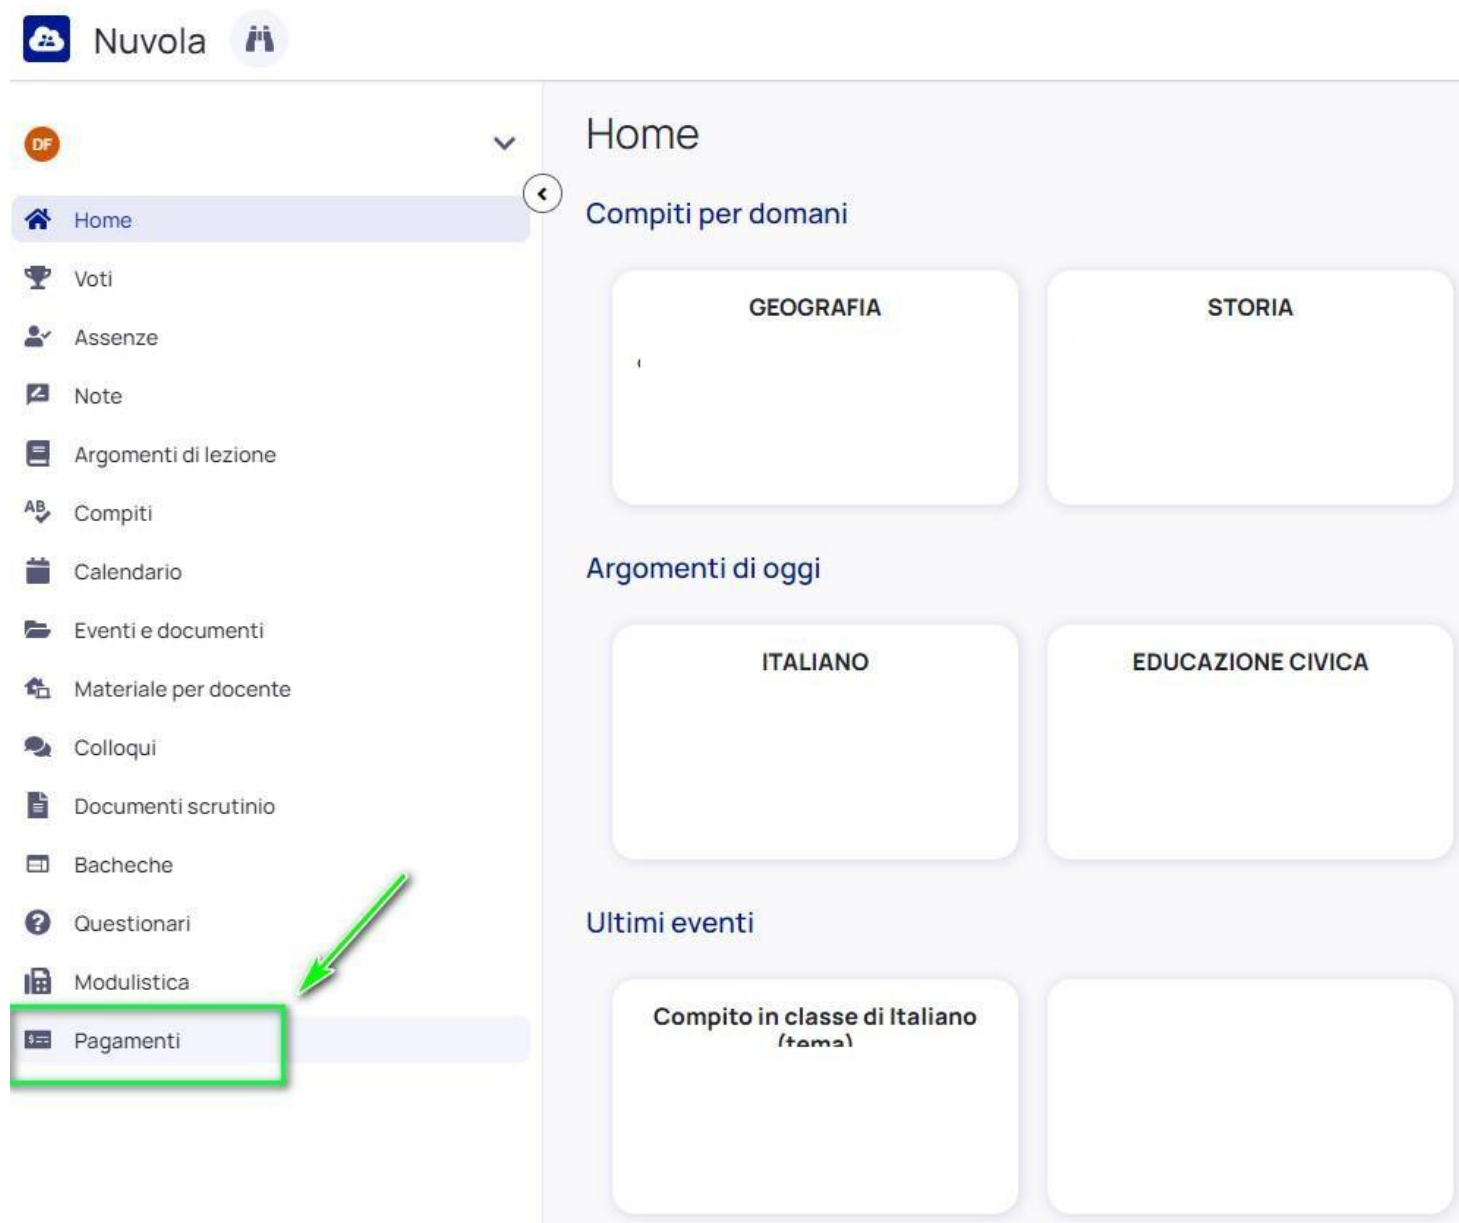 Nuvola
DF
Home
Voti
Assenze
Note
Argomenti di lezione
AB
Compiti
Calendario
Eventi e documenti
Materiale per docente
Colloqui
Documenti scrutinio
Bacheche
Questionari
Modulistica
Pagamenti
Home
Compiti per domani
GEOGRAFIA
STORIA
Argomenti di oggi
ITALIANO
EDUCAZIONE CIVICA
Ultimi eventi
Compito in classe di Italiano
(tema)